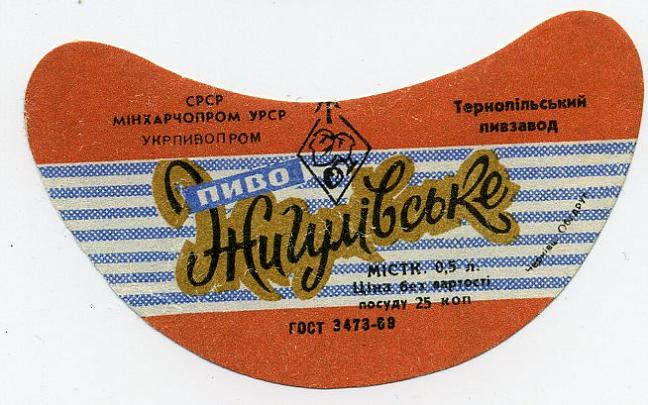 СРСР
МІНХАРЧОПРОМ УРСР
УКРПИВОПРОМ
Тернопільський
пивзавод
ПИВО
Жигулівське
МІСТК. 0,5 л.
Ціна без вартості
посуду 25 коп
ГОСТ 3473-69